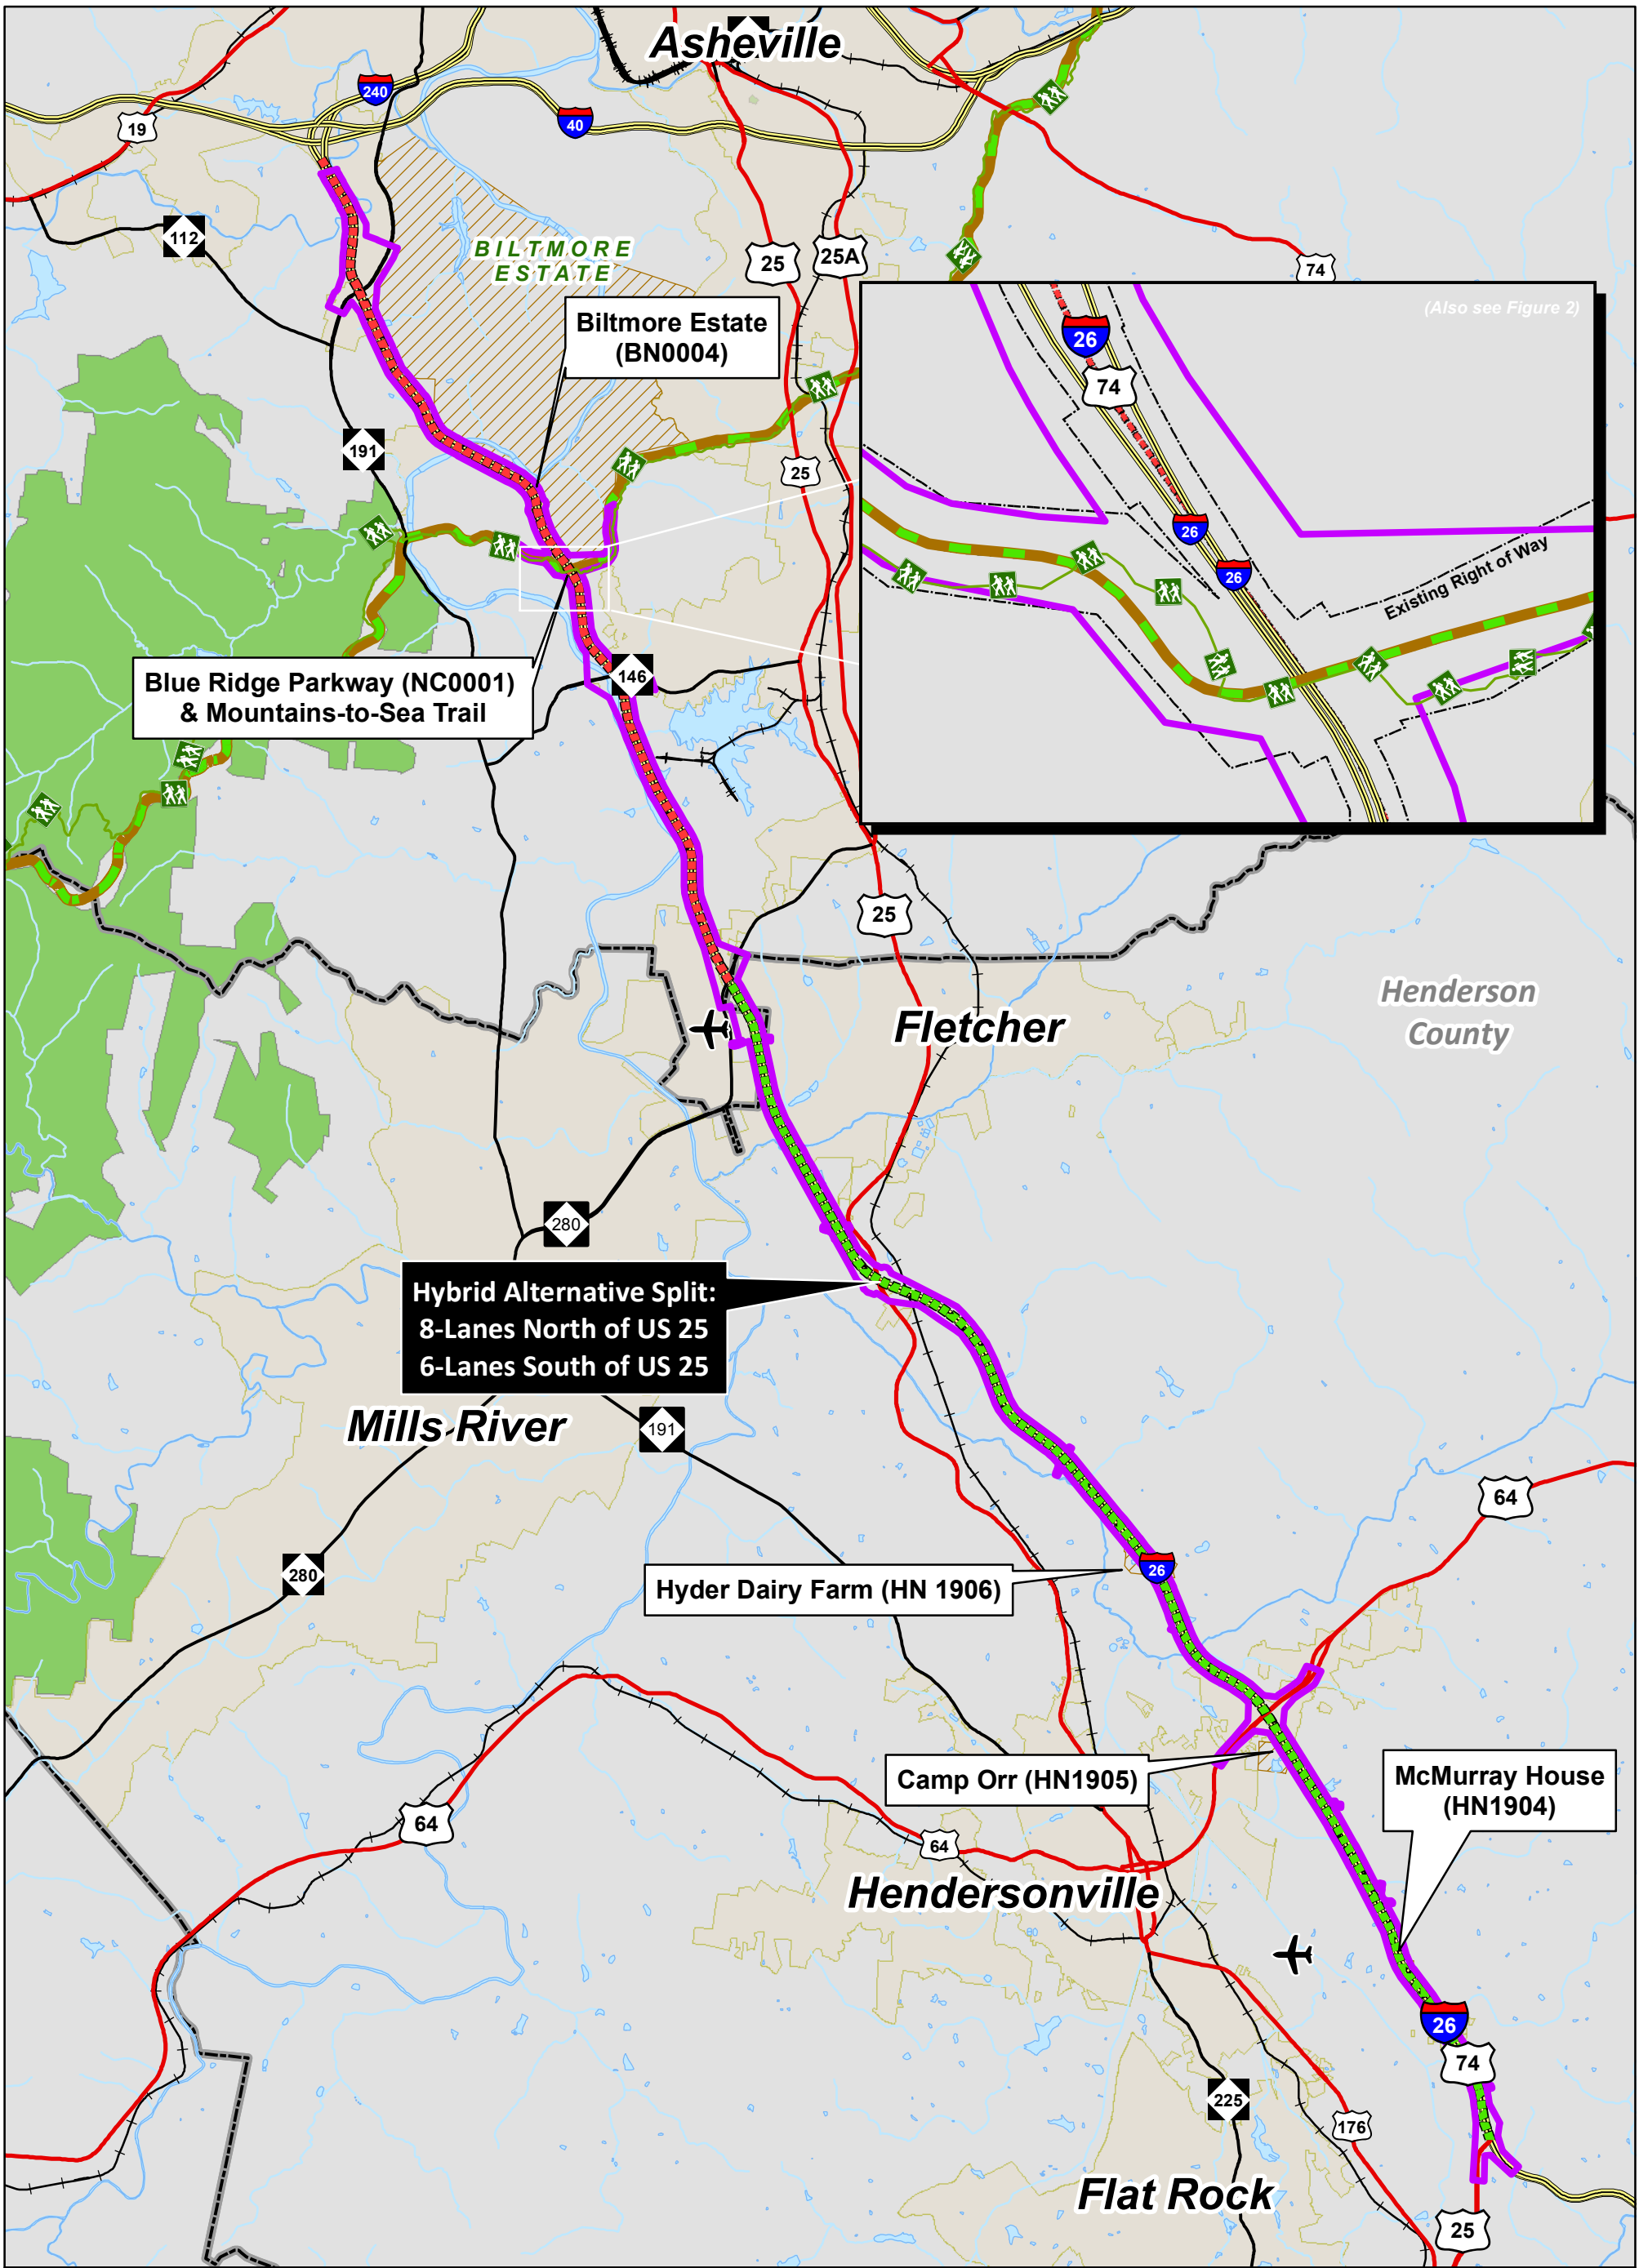 Asheville
240
40
19
112
BILTMORE
ESTATE
25
25A
74
Biltmore Estate
(BN0004)
(Also see Figure 2)
26
74
26
26
Existing Right of Way
191
25
Blue Ridge Parkway (NC0001)
& Mountains-to-Sea Trail
146
25
Henderson
County
Fletcher
280
Hybrid Alternative Split:
8-Lanes North of US 25
6-Lanes South of US 25
Mills River
191
64
280
Hyder Dairy Farm (HN 1906)
26
Camp Orr (HN1905)
McMurray House
(HN1904)
64
64
Hendersonville
26
74
225
176
Flat Rock
25